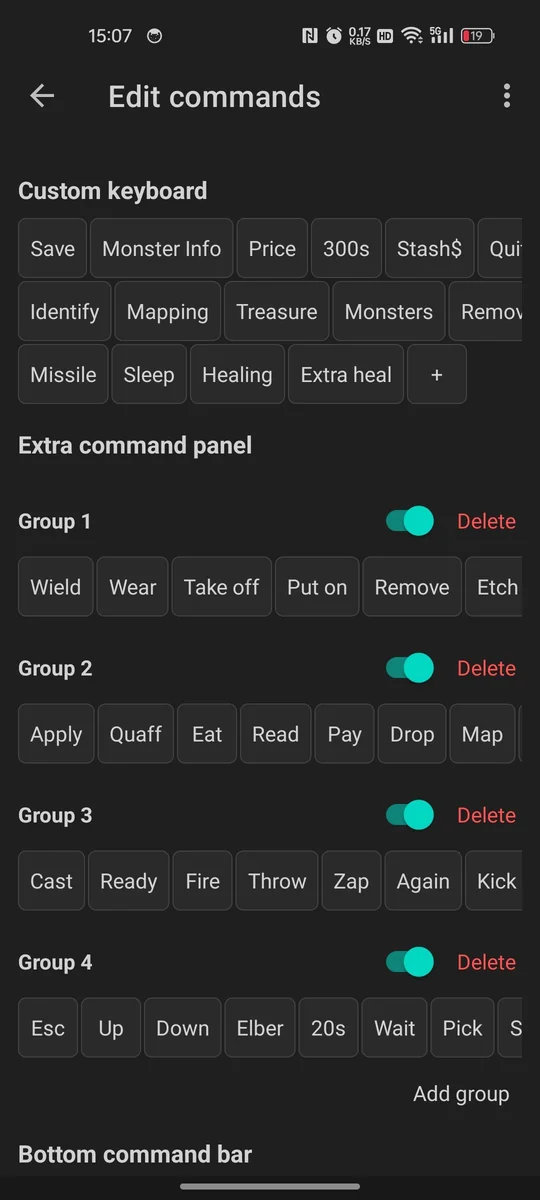 15:07 0.17 KB/S HD 5G 19
Edit commands
Custom keyboard
Save Monster Info Price 300s Stash$ Qui
Identify Mapping Treasure Monsters Remov
Missile Sleep Healing Extra heal +
Extra command panel
Group 1 Delete
Wield Wear Take off Put on Remove Etch
Group 2 Delete
Apply Quaff Eat Read Pay Drop Map
Group 3 Delete
Cast Ready Fire Throw Zap Again Kick
Group 4 Delete
Esc Up Down Elber 20s Wait Pick S
Add group
Bottom command bar